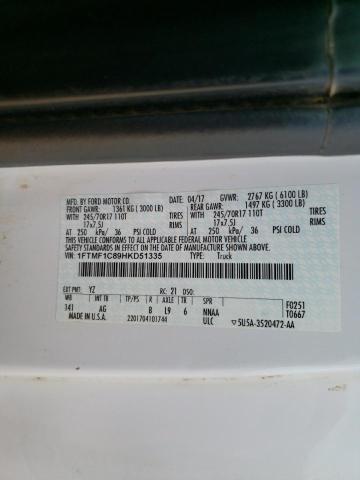 MFD. BY FORD MOTOR CO. 04/17 GVWR: 2767 KG ( 6100 LB)
FRONT GAWR: 1361 KG ( 3000 LB) REAR GAWR: 1497 KG ( 3300 LB)
WITH WITH
245/70R17 110T TIRES 245/70R17 110T TIRES
17x7.5J RIMS 17x7.5J RIMS
AT 250 kPa/ 36 PSI COLD AT 250 kPa/ 36 PSI COLD
THIS VEHICLE CONFORMS TO ALL APPLICABLE FEDERAL MOTOR VEHICLE
SAFETY STANDARDS IN EFFECT ON THE DATE OF MANUFACTURE SHOWN ABOVE.
VIN: 1FTMF1C89HKD51335 TYPE: Truck
EXT PNT: YZ RC: 21 DSO:
WB INT TR TP/PS R AXLE TR SPR
141 AG B L9 6 NNAA F0251
ULC T0667
MADE IN U.S.A. 2201704101744 5U5A-3520472-AA